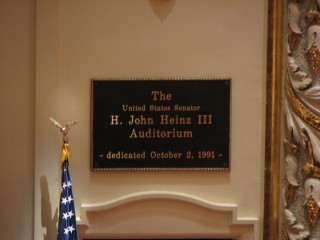 The
United States Senator
H. John Heinz III
Auditorium
- dedicated October 2, 1991 -